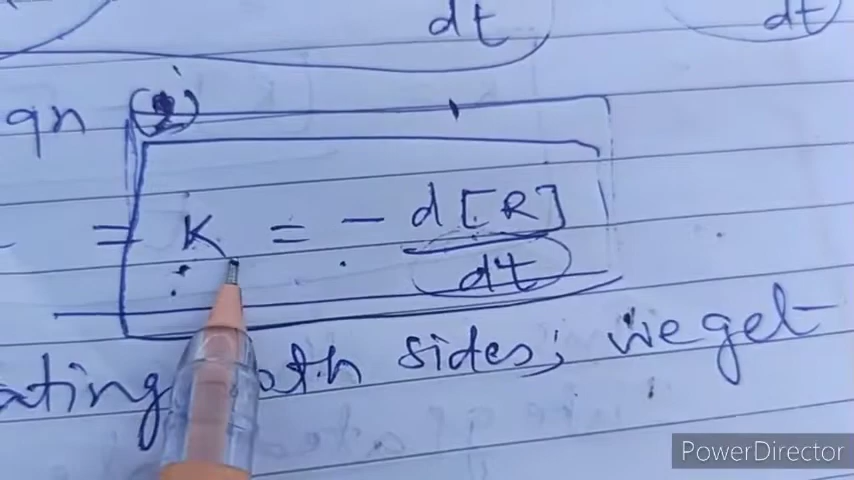 dt dt
qn (2)
= K = - d[R]
dt
ating both sides, we get
PowerDirector